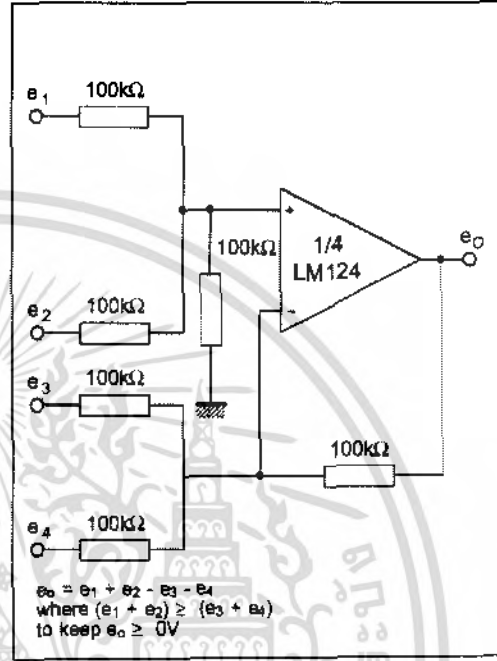 e1
100kΩ
100kΩ
1/4
LM124
+
-
eO
e2
100kΩ
e3
100kΩ
100kΩ
e4
100kΩ
eo = e1 + e2 - e3 - e4
where (e1 + e2) ≥ (e3 + e4)
to keep eo ≥ 0V